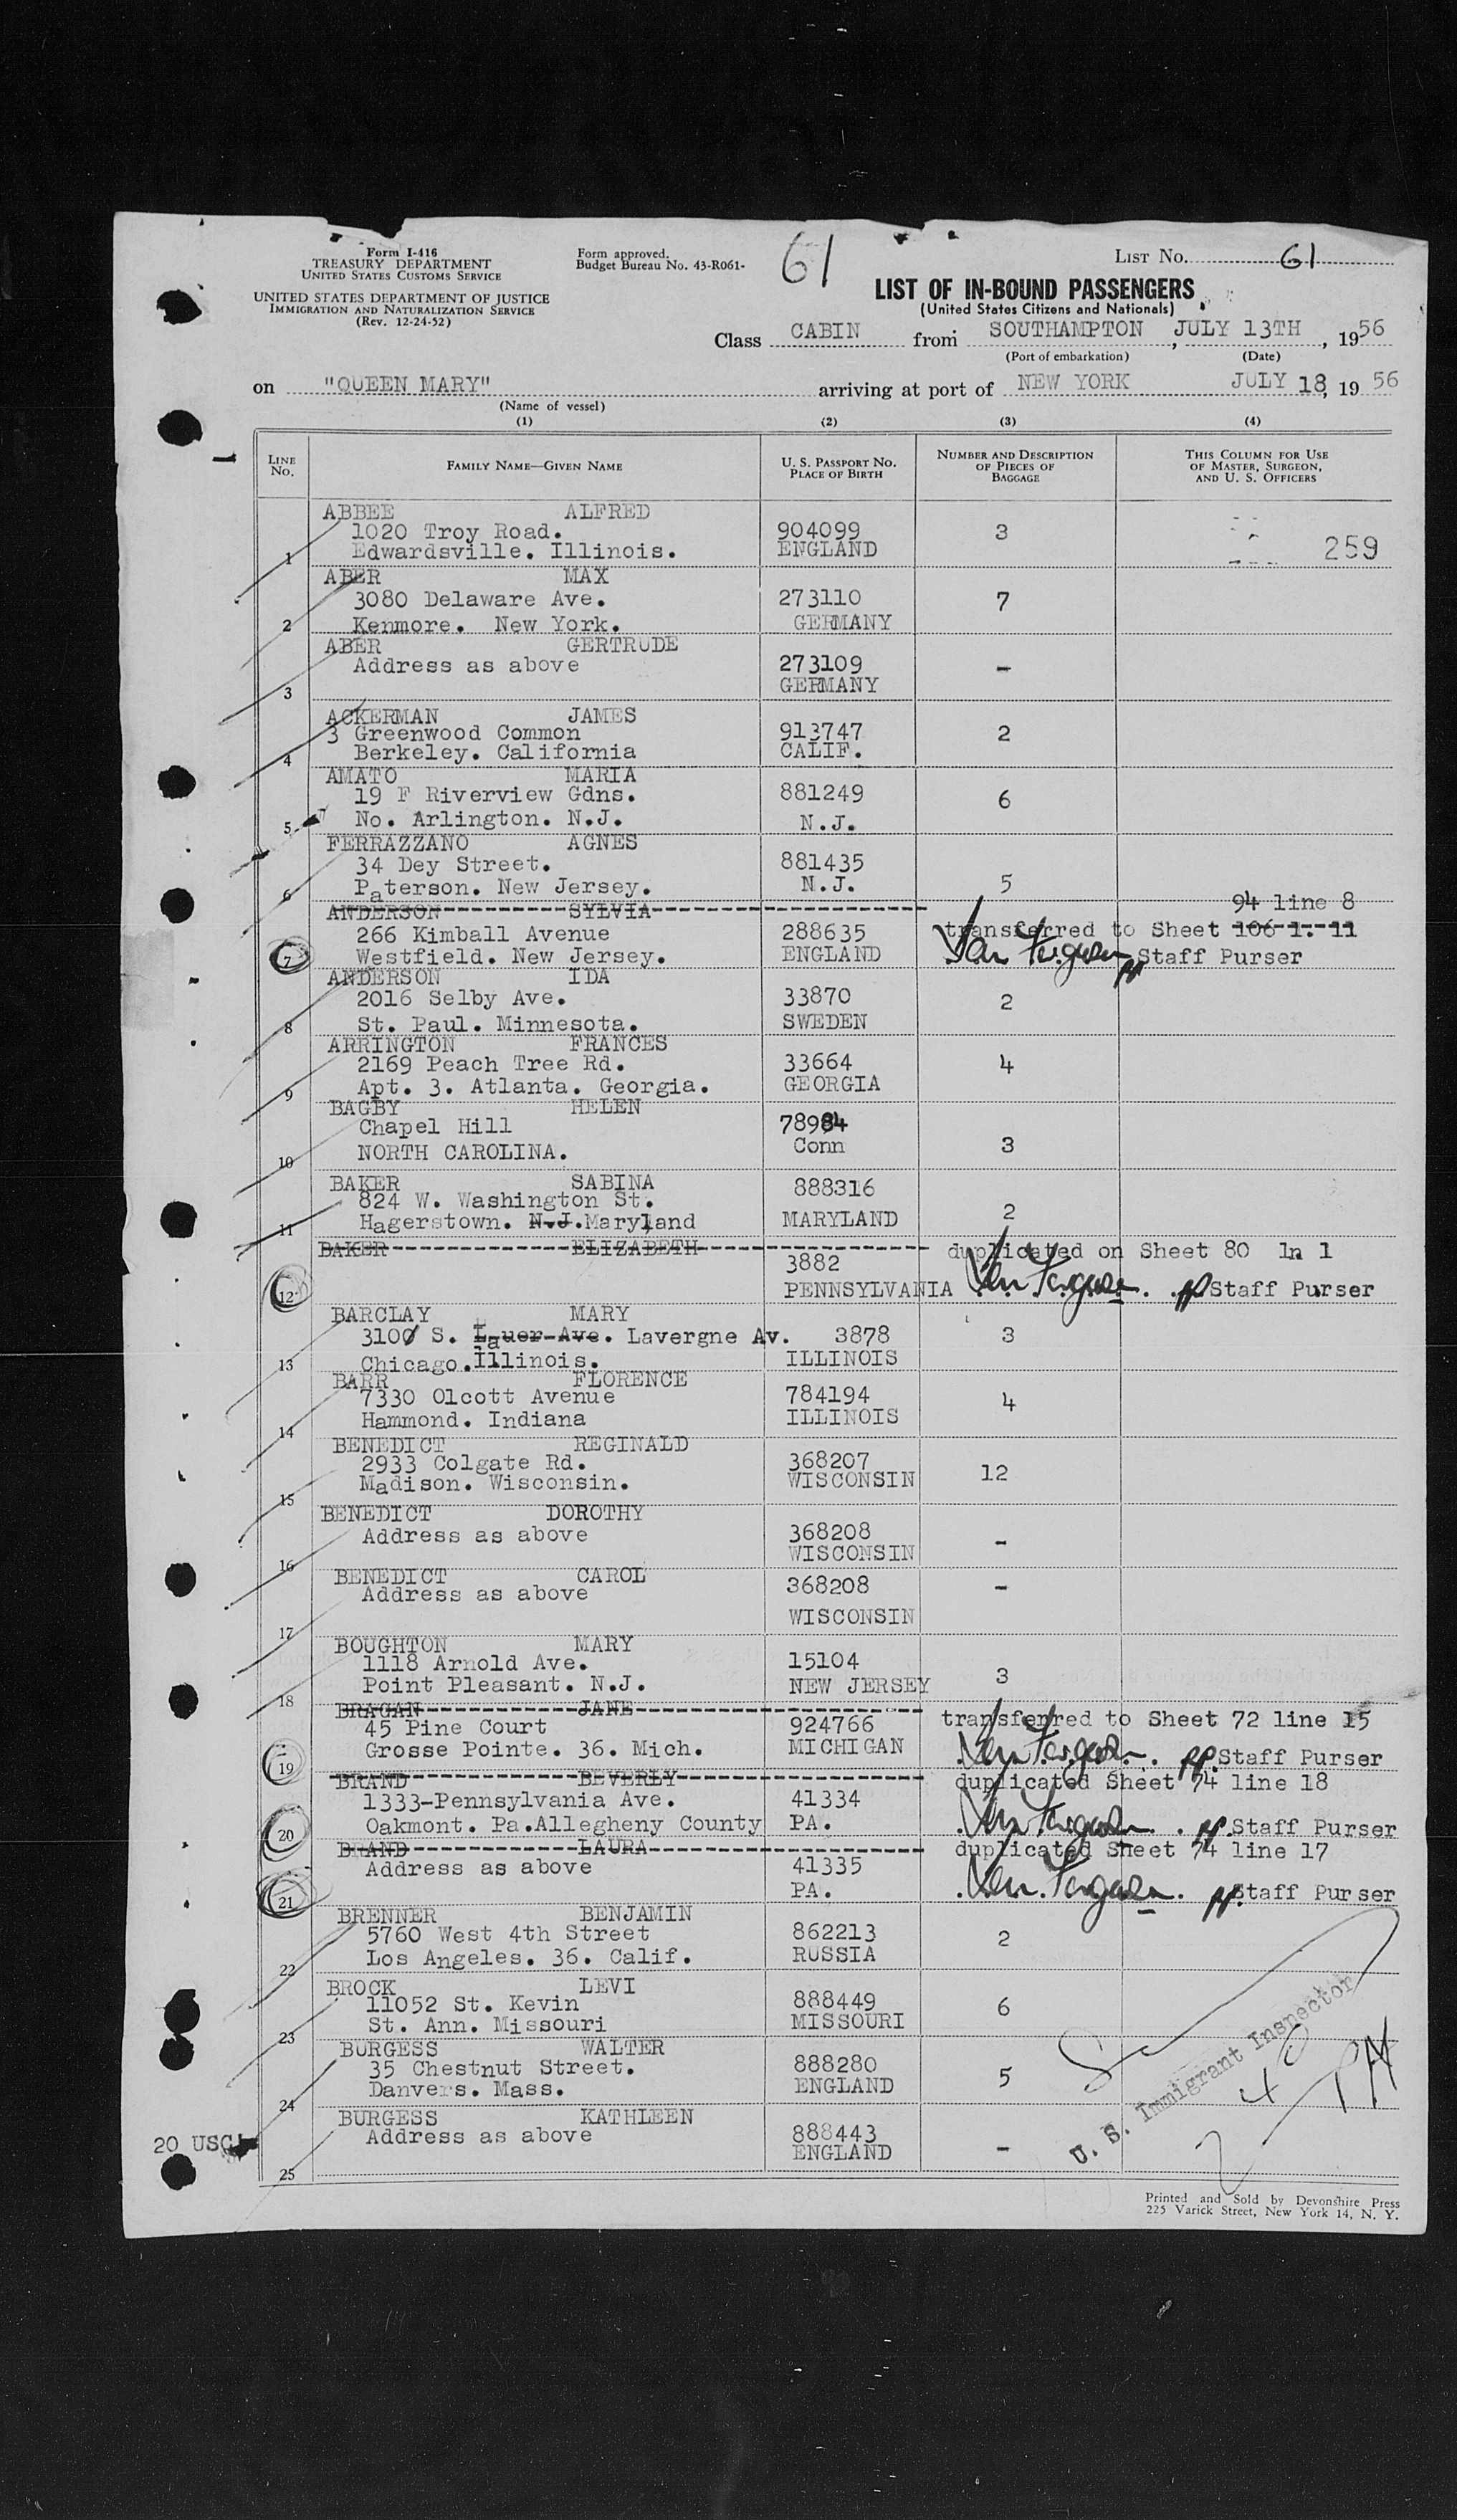 Form I-416
TREASURY DEPARTMENT
UNITED STATES CUSTOMS SERVICE
UNITED STATES DEPARTMENT OF JUSTICE
IMMIGRATION AND NATURALIZATION SERVICE
(Rev. 12-24-52)
Form approved.
Budget Bureau No. 43-R061-
61
LIST NO. 61
LIST OF IN-BOUND PASSENGERS
(United States Citizens and Nationals)
Class CABIN from SOUTHAMPTON, JULY 13TH, 1956
(Port of embarkation) (Date)
on "QUEEN MARY" arriving at port of NEW YORK JULY 18, 19 56
(Name of vessel)
(1) (2) (3) (4)
LINE NO.
FAMILY NAME—GIVEN NAME
U. S. PASSPORT NO.
PLACE OF BIRTH
NUMBER AND DESCRIPTION
OF PIECES OF
BAGGAGE
THIS COLUMN FOR USE
OF MASTER, SURGEON,
AND U. S. OFFICERS
ABBEE ALFRED
1020 Troy Road. 904099 3
1 Edwardsville. Illinois. ENGLAND 259
ABER MAX
3080 Delaware Ave. 273110 7
2 Kenmore. New York. GERMANY
ABER GERTRUDE
Address as above 273109 -
3 GERMANY
ACKERMAN JAMES
3 Greenwood Common 913747 2
4 Berkeley. California CALIF.
AMATO MARIA
19 F Riverview Gdns. 881249 6
5 No. Arlington. N.J. N.J.
FERRAZZANO AGNES
34 Dey Street. 881435
6 Paterson. New Jersey. N.J. 5
94 line 8
ANDERSON SYLVIA
266 Kimball Avenue 288635 transferred to Sheet 106 l. 11
7 Westfield. New Jersey. ENGLAND Staff Purser
ANDERSON IDA
2016 Selby Ave. 33870 2
8 St. Paul. Minnesota. SWEDEN
ARRINGTON FRANCES
2169 Peach Tree Rd. 33664 4
9 Apt. 3. Atlanta. Georgia. GEORGIA
BAGBY HELEN
Chapel Hill
10 NORTH CAROLINA. Conn 3
BAKER SABINA
824 W. Washington St. 888316
11 Hagerstown. N.J. Maryland MARYLAND 2
BAKER ELIZABETH duplicated on Sheet 80 ln 1
3882
12 PENNSYLVANIA Staff Purser
BARCLAY MARY
3100 S. Lauer Ave. Lavergne Av. 3878 3
13 Chicago. Illinois. ILLINOIS
BARR FLORENCE
7330 Olcott Avenue 784194 4
14 Hammond. Indiana ILLINOIS
BENEDICT REGINALD
2933 Colgate Rd. 368207 12
15 Madison. Wisconsin. WISCONSIN
BENEDICT DOROTHY
Address as above 368208 -
16 WISCONSIN
BENEDICT CAROL
Address as above 368208 -
17 WISCONSIN
BOUGHTON MARY
1118 Arnold Ave. 15104 3
18 Point Pleasant. N.J. NEW JERSEY
BRAGAN JANE transferred to Sheet 72 line 15
45 Pine Court 924766
19 Grosse Pointe. 36. Mich. MICHIGAN Staff Purser
BRAND BEVERLY duplicated Sheet 74 line 18
1333-Pennsylvania Ave. 41334
20 Oakmont. Pa. Allegheny County PA. Staff Purser
BRAND LAURA duplicated Sheet 74 line 17
Address as above 41335
21 PA. Staff Purser
BRENNER BENJAMIN
5760 West 4th Street 862213 2
22 Los Angeles. 36. Calif. RUSSIA
BROCK LEVI
11052 St. Kevin 888449 6
23 St. Ann. Missouri MISSOURI
BURGESS WALTER
35 Chestnut Street. 888280 5
24 Danvers. Mass. ENGLAND
BURGESS KATHLEEN
Address as above 888443 -
25 ENGLAND
20 USC
U. S. Immigrant Inspector
Printed and Sold by Devonshire Press
225 Varick Street, New York 14, N. Y.